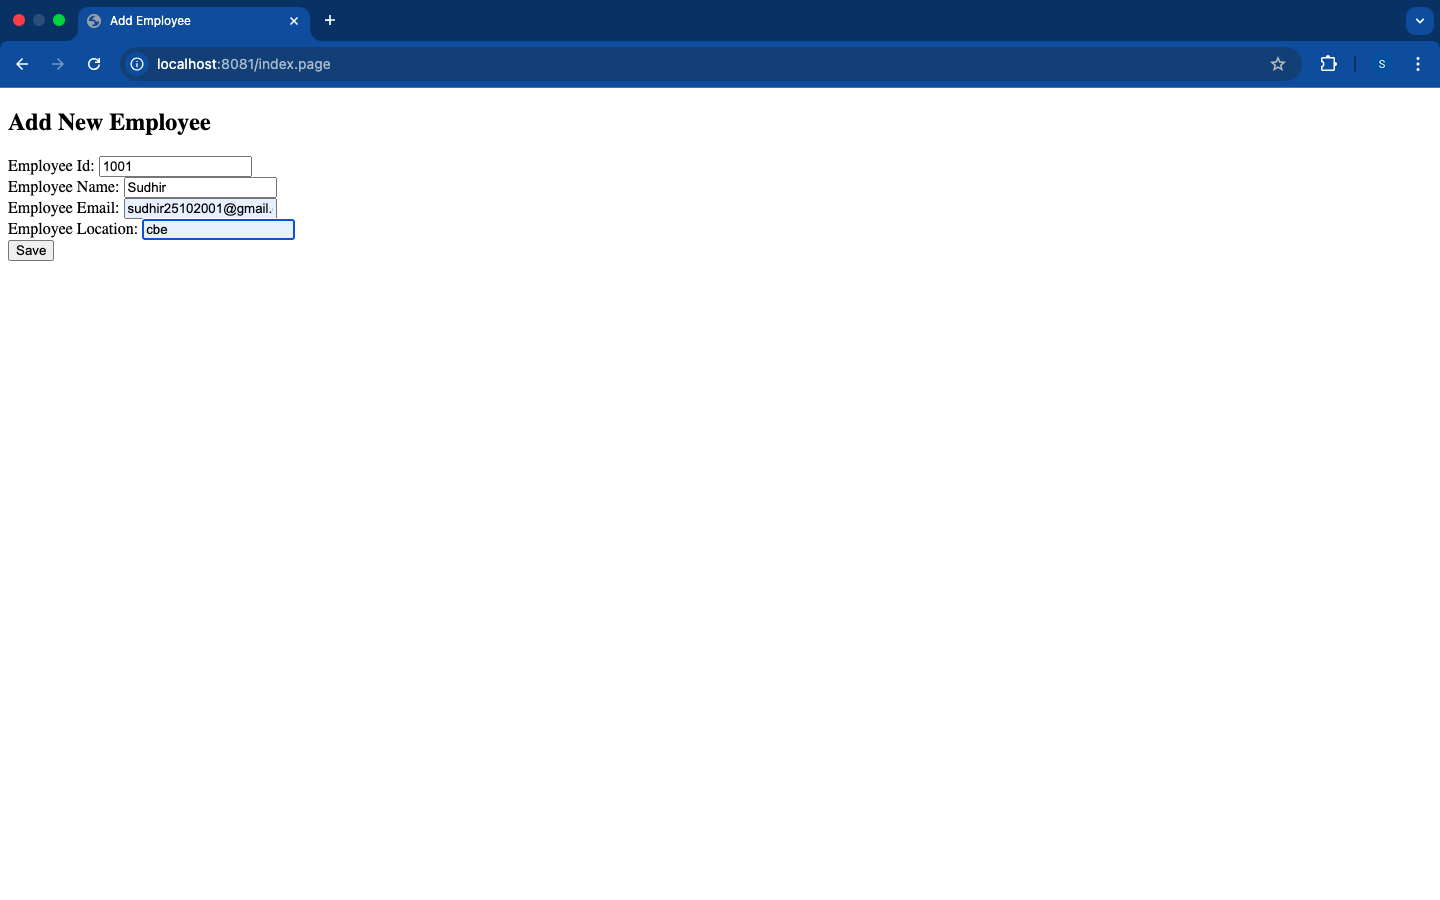 Add Employee
localhost:8081/index.page
S
Add New Employee
Employee Id: 1001
Employee Name: Sudhir
Employee Email: sudhir25102001@gmail.
Employee Location: cbe
Save